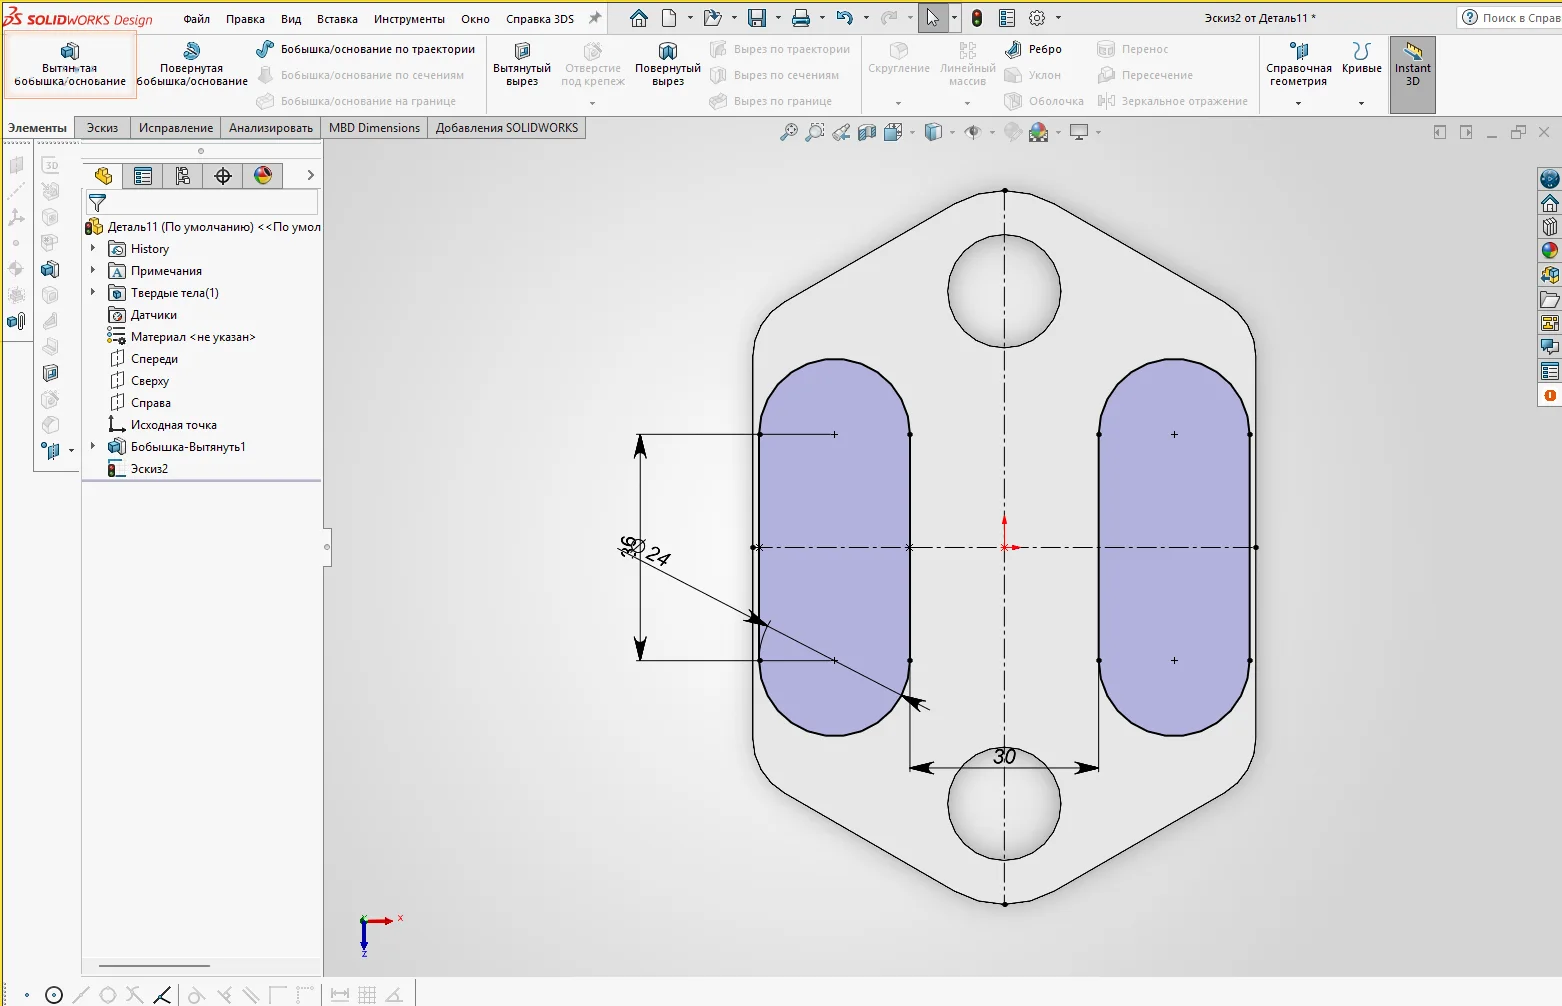 SOLIDWORKS Design
Файл
Правка
Вид
Вставка
Инструменты
Окно
Справка 3DS
Эскиз2 от Деталь11 *
Поиск в Справ
Вытянутая
бобышка/основание
Повернутая
бобышка/основание
Бобышка/основание по траектории
Бобышка/основание по сечениям
Бобышка/основание на границе
Вытянутый
вырез
Отверстие
под крепеж
Повернутый
вырез
Вырез по траектории
Вырез по сечениям
Вырез по границе
Скругление
Линейный
массив
Ребро
Уклон
Оболочка
Перенос
Пересечение
Зеркальное отражение
Справочная
геометрия
Кривые
Instant
3D
Элементы
Эскиз
Исправление
Анализировать
MBD Dimensions
Добавления SOLIDWORKS
3D
Деталь11 (По умолчанию) <<По умол
History
Примечания
Твердые тела(1)
Датчики
Материал <не указан>
Спереди
Сверху
Справа
Исходная точка
Бобышка-Вытянуть1
Эскиз2
36
Ø 24
30
X
Z